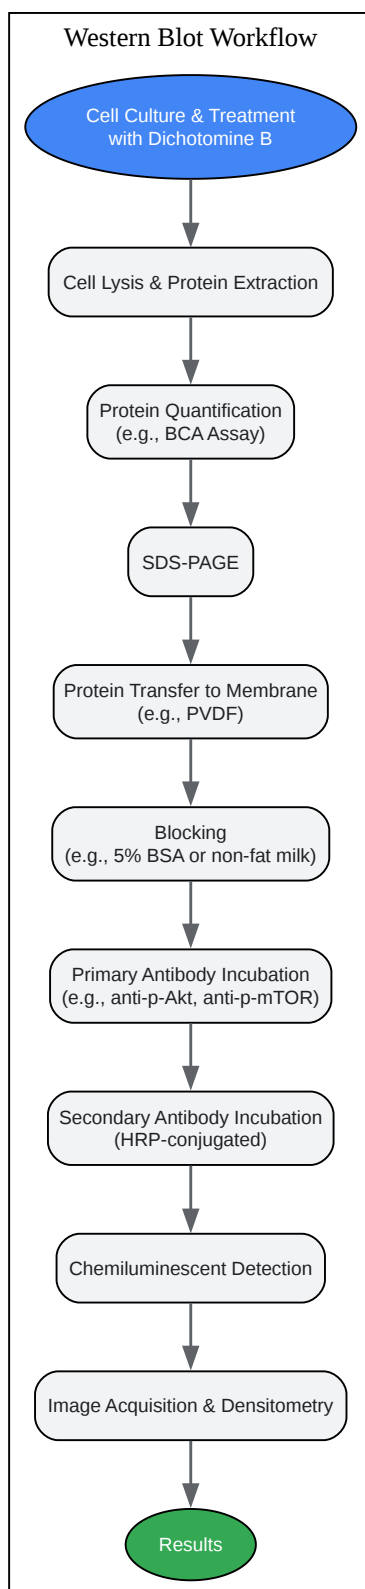 Western Blot Workflow
Cell Culture & Treatment
with Dichotomine B
Cell Lysis & Protein Extraction
Protein Quantification
(e.g., BCA Assay)
SDS-PAGE
Protein Transfer to Membrane
(e.g., PVDF)
Blocking
(e.g., 5% BSA or non-fat milk)
Primary Antibody Incubation
(e.g., anti-p-Akt, anti-p-mTOR)
Secondary Antibody Incubation
(HRP-conjugated)
Chemiluminescent Detection
Image Acquisition & Densitometry
Results